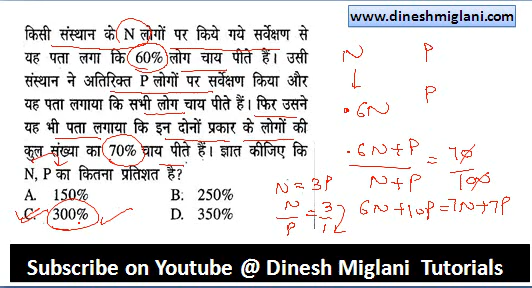 www.dineshmiglani.com
किसी संस्थान के N लोगों पर किये गये सर्वेक्षण से
यह पता लगा कि 60% लोग चाय पीते हैं। उसी
संस्थान ने अतिरिक्त P लोगों पर सर्वेक्षण किया और
यह पता लगाया कि सभी लोग चाय पीते हैं। फिर उसने
यह भी पता लगाया कि इन दोनों प्रकार के लोगों की
कुल संख्या का 70% चाय पीते हैं। ज्ञात कीजिए कि
N, P का कितना प्रतिशत है?
A. 150% B. 250%
C. 300% D. 350%
N P
↓
.6N P
.6N+P / N+P = 70 / 100
N = 3P
N / P = 3 / 1
6N+10P=7N+7P
Subscribe on Youtube @ Dinesh Miglani Tutorials